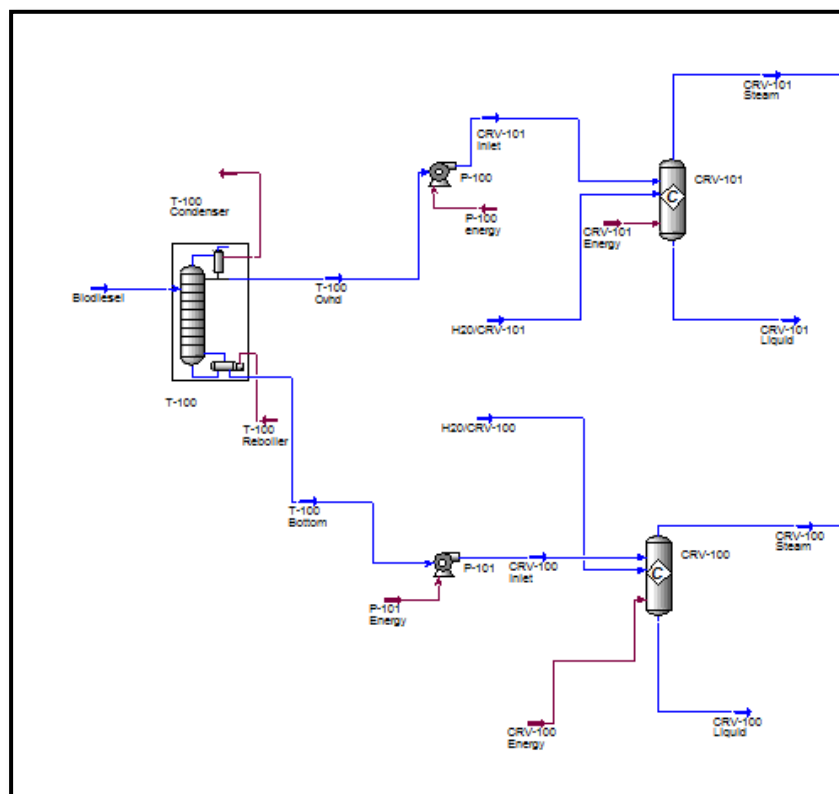 CRV-101
Steam
CRV-101
Inlet
P-100
CRV-101
C
T-100
Condenser
P-100
energy
CRV-101
Energy
Biodiesel
T-100
Ovhd
H20/CRV-101
CRV-101
Liquid
T-100
T-100
Reboiler
H20/CRV-100
T-100
Bottom
CRV-100
Steam
P-101
CRV-100
Inlet
CRV-100
C
P-101
Energy
CRV-100
Energy
CRV-100
Liquid